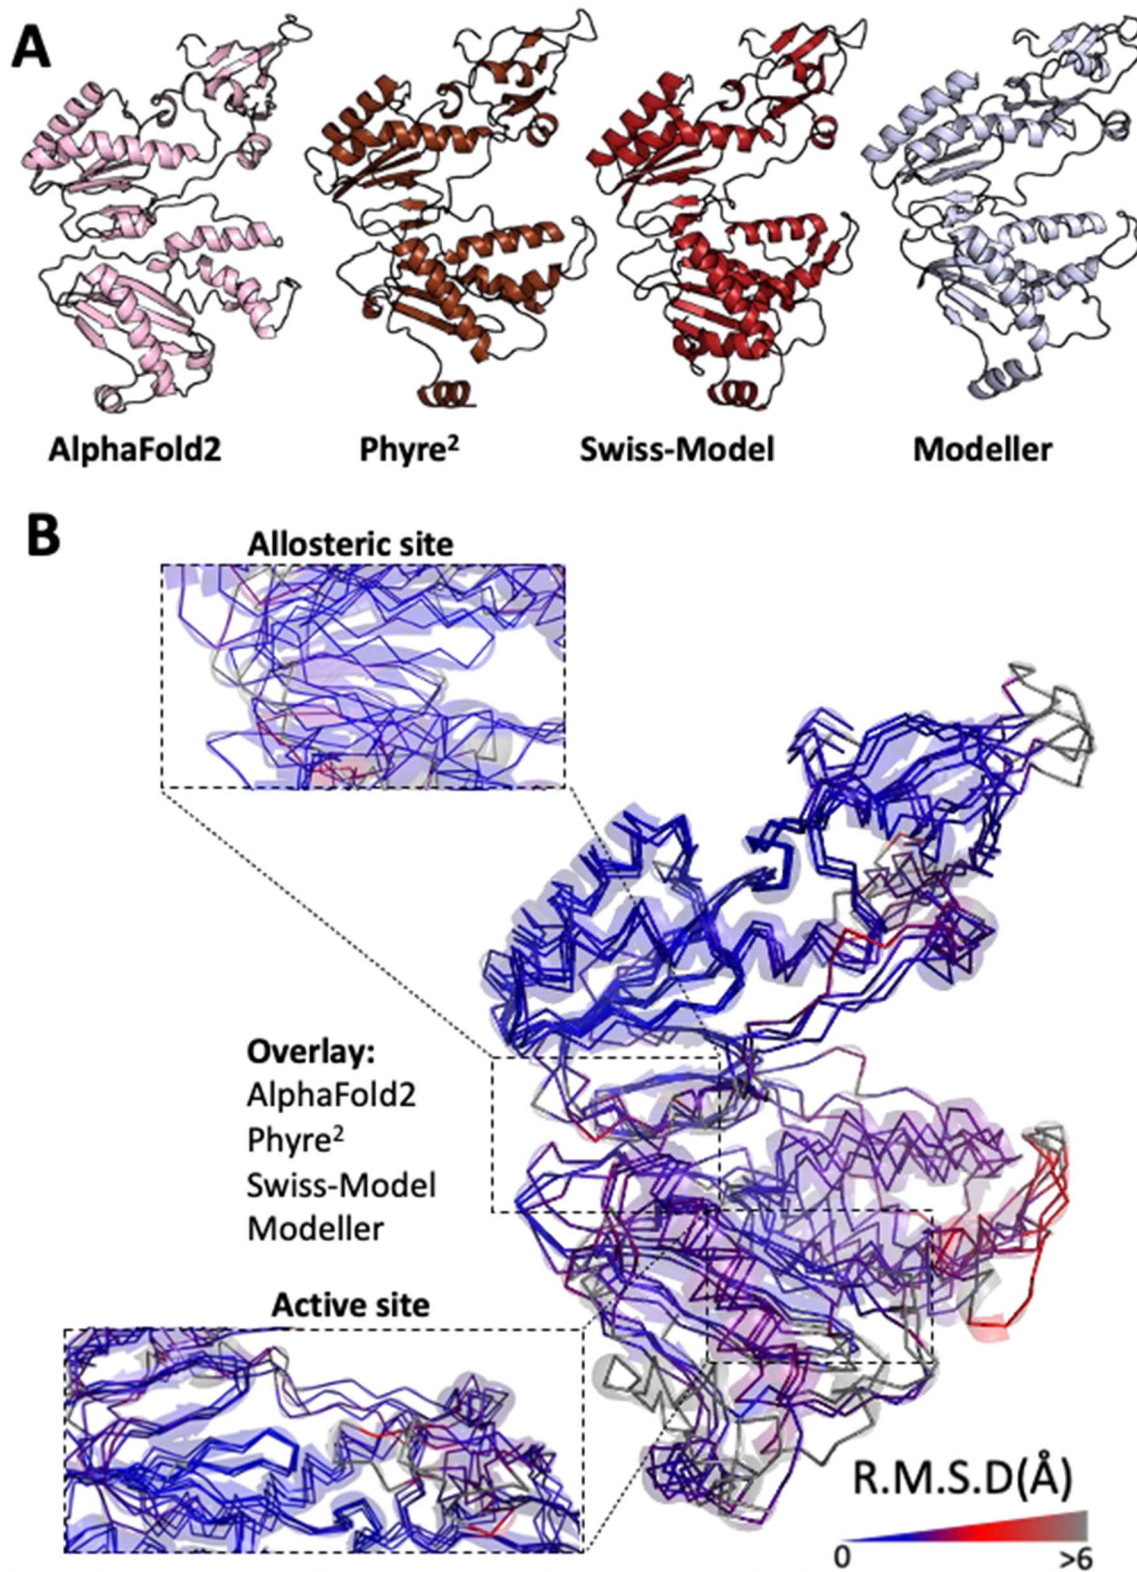 A
AlphaFold2
Phyre²
Swiss-Model
Modeller
B
Allosteric site
Overlay:
AlphaFold2
Phyre²
Swiss-Model
Modeller
Active site
R.M.S.D(Å)
0
>6